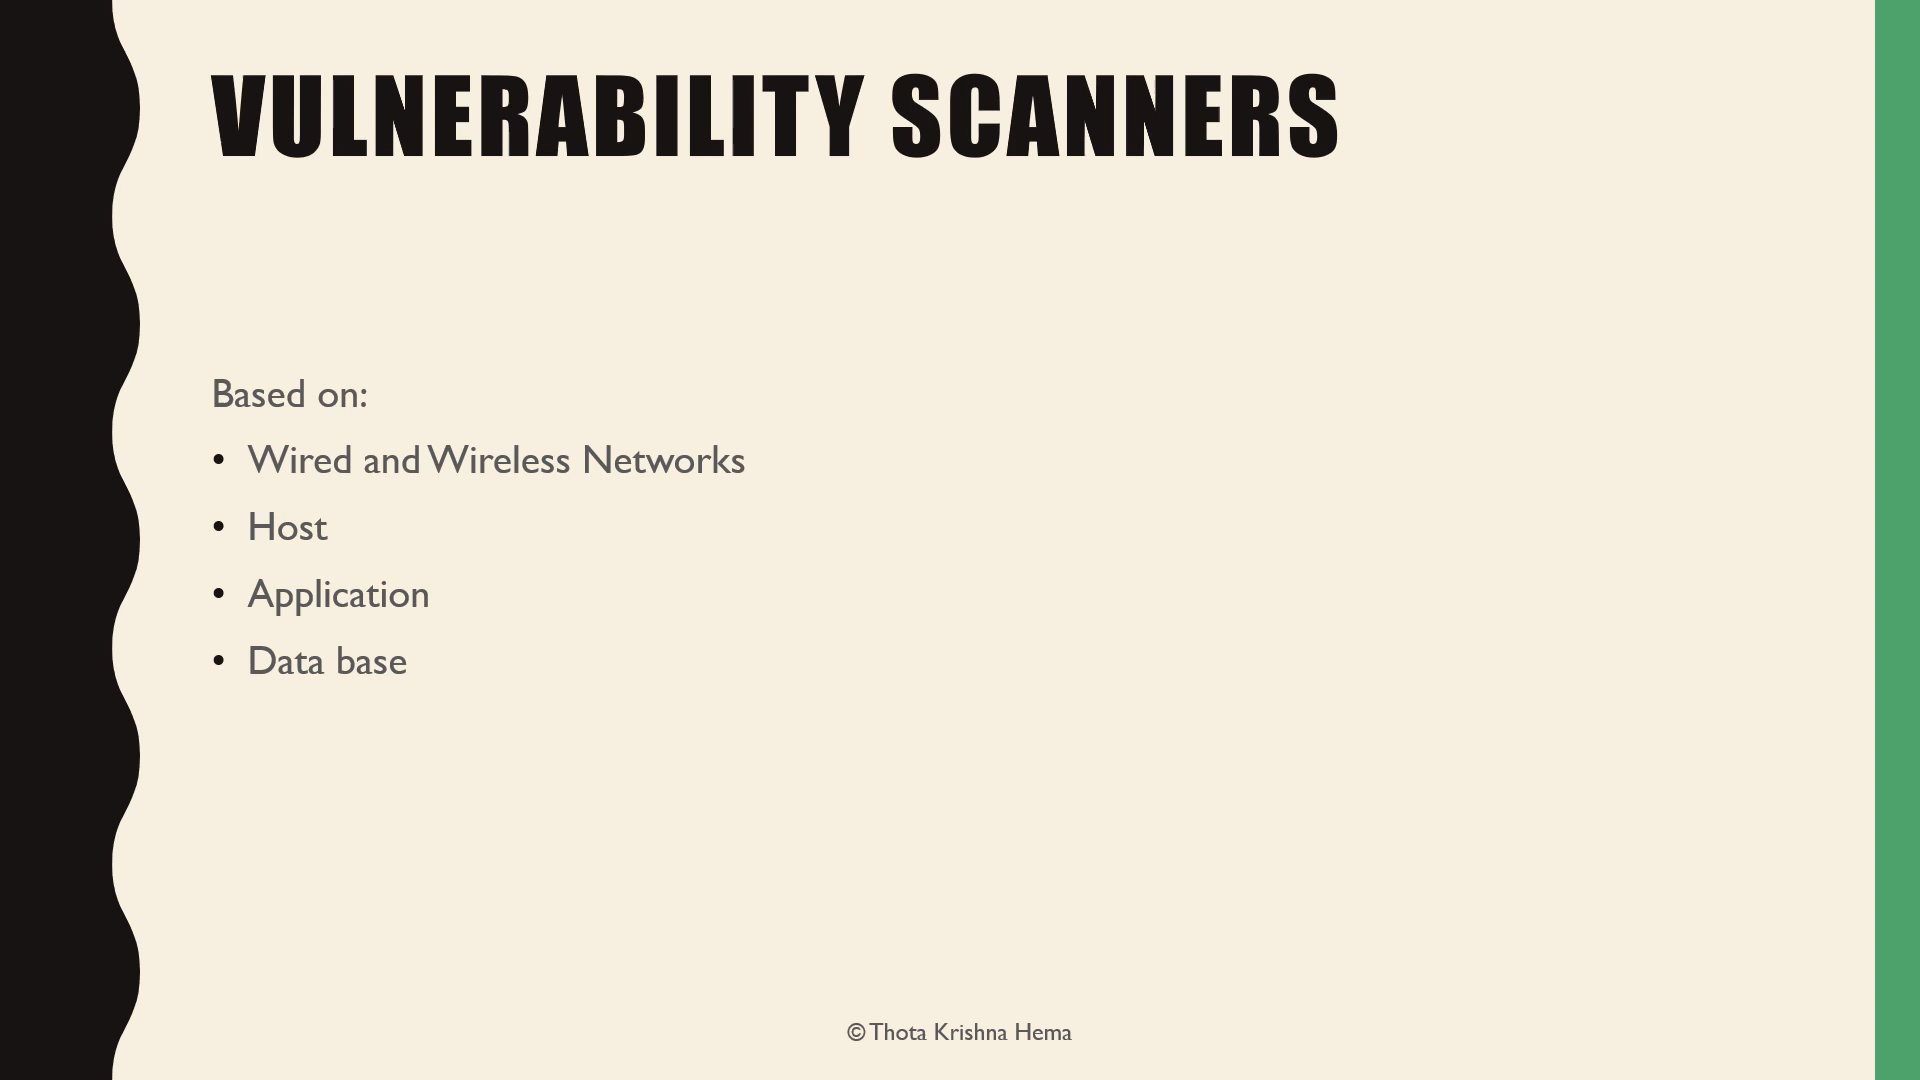 VULNERABILITY SCANNERS
Based on:
• Wired and Wireless Networks
• Host
• Application
• Data base
© Thota Krishna Hema